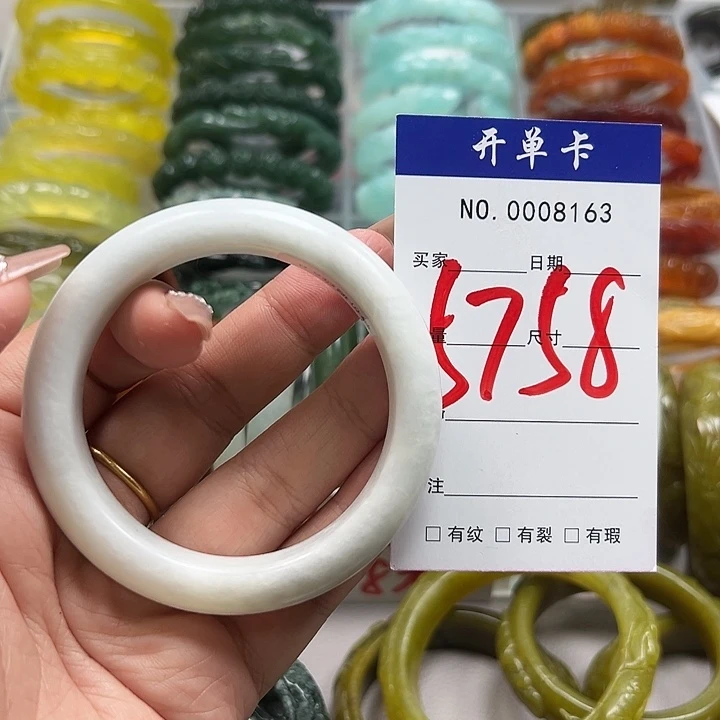 开单卡
NO. 0008163
买家 日期
5758
量 尺寸
注
□ 有纹 □ 有裂 □ 有瑕